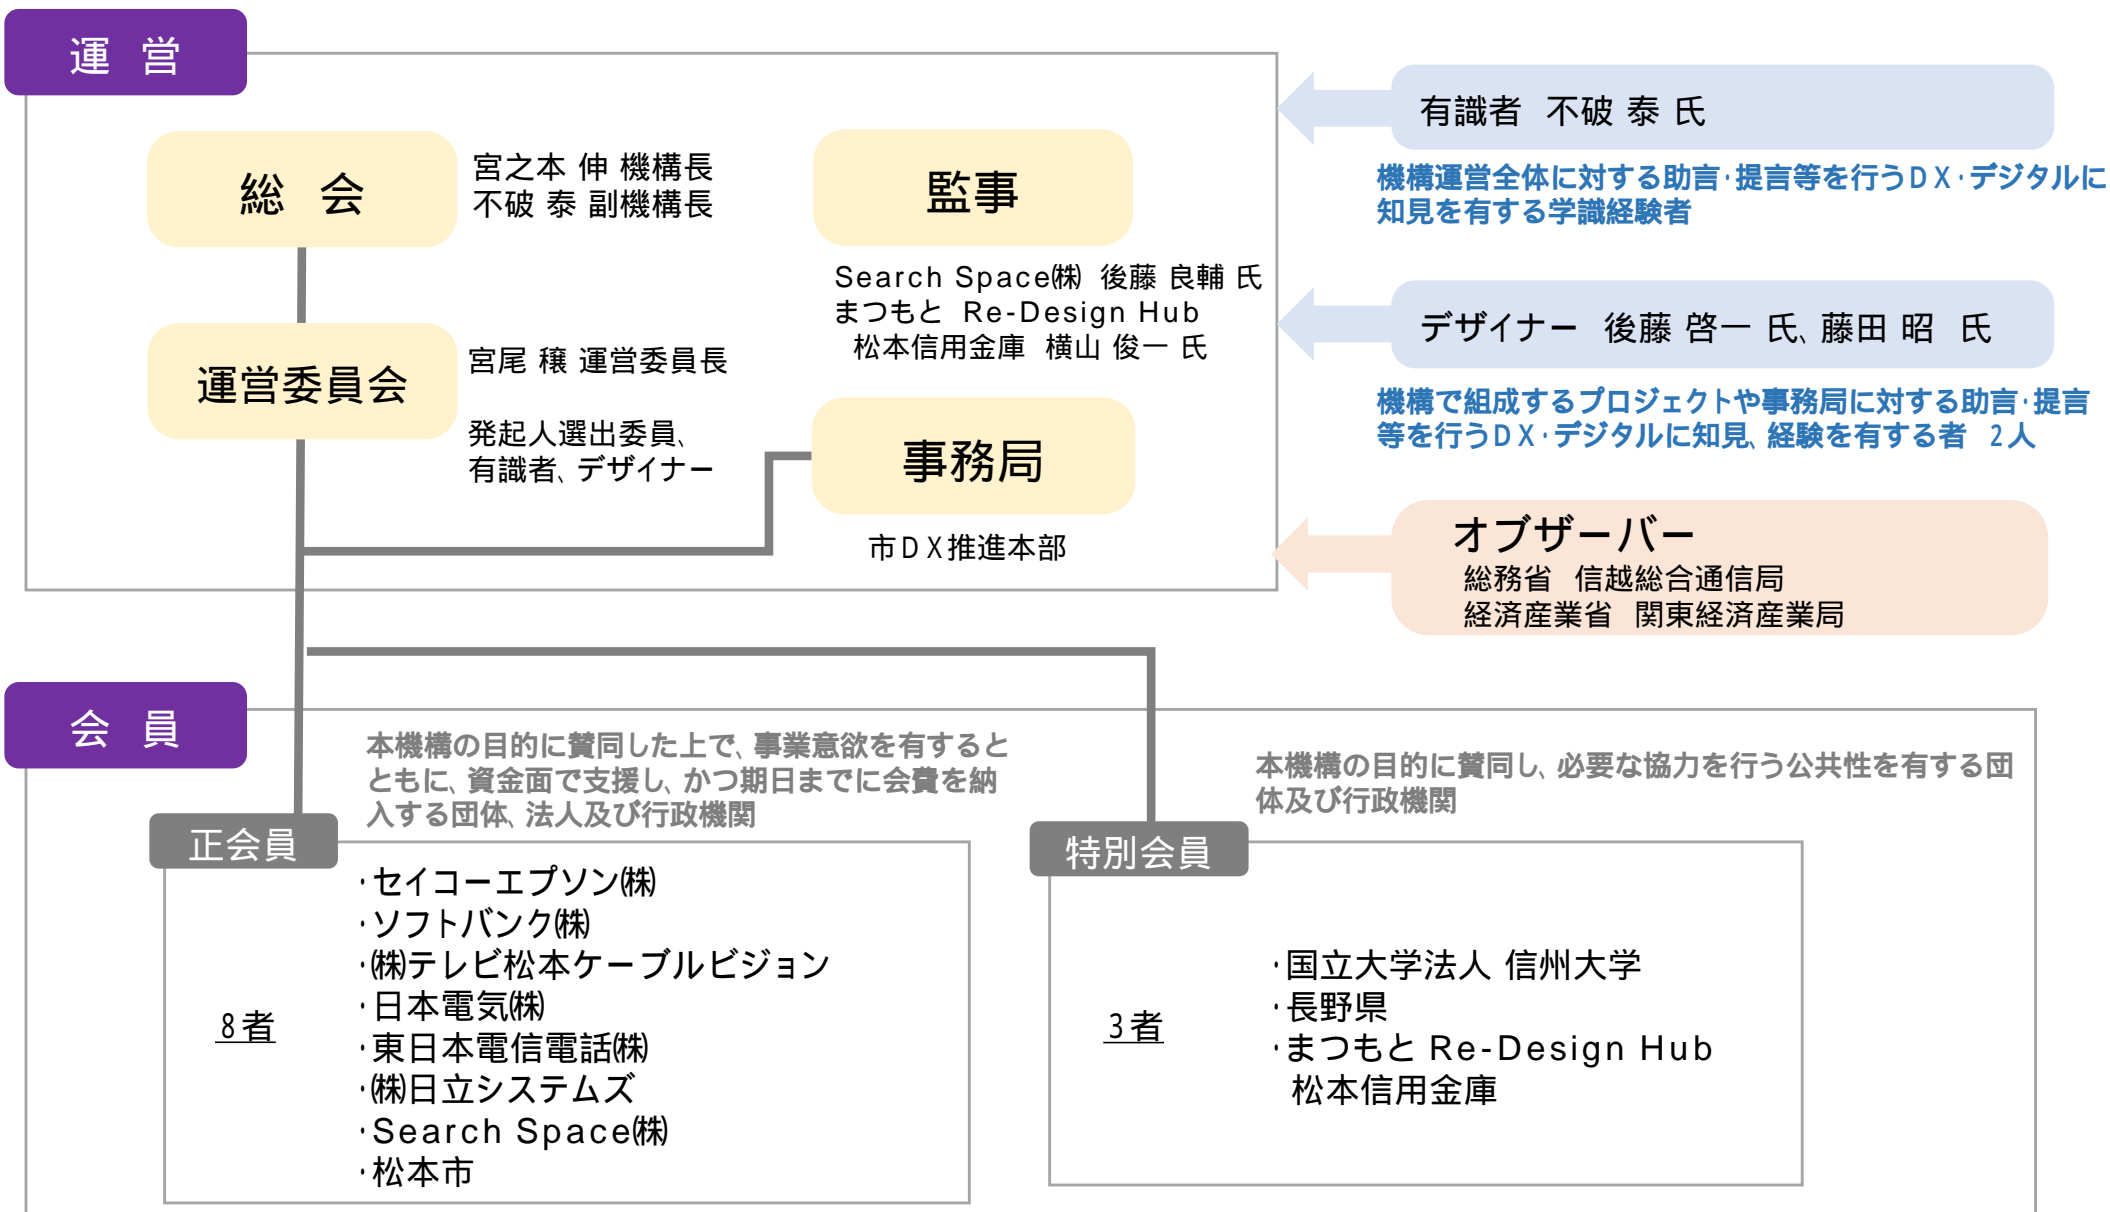 運 営
総 会
宮之本 伸 機構長
不破 泰 副機構長
監事
Search Space㈱ 後藤 良輔 氏
まつもと Re-Design Hub
松本信用金庫 横山 俊一 氏
運営委員会
宮尾 穣 運営委員長
発起人選出委員、
有識者、デザイナー
事務局
市DX推進本部
有識者 不破 泰 氏
機構運営全体に対する助言・提言等を行うDX・デジタルに
知見を有する学識経験者
デザイナー 後藤 啓一 氏、藤田 昭 氏
機構で組成するプロジェクトや事務局に対する助言・提言
等を行うDX・デジタルに知見、経験を有する者 2人
オブザーバー
総務省 信越総合通信局
経済産業省 関東経済産業局
会 員
本機構の目的に賛同した上で、事業意欲を有すると
ともに、資金面で支援し、かつ期日までに会費を納
入する団体、法人及び行政機関
正会員
8者
・セイコーエプソン㈱
・ソフトバンク㈱
・㈱テレビ松本ケーブルビジョン
・日本電気㈱
・東日本電信電話㈱
・㈱日立システムズ
・Search Space㈱
・松本市
本機構の目的に賛同し、必要な協力を行う公共性を有する団
体及び行政機関
特別会員
3者
・国立大学法人 信州大学
・長野県
・まつもと Re-Design Hub
松本信用金庫